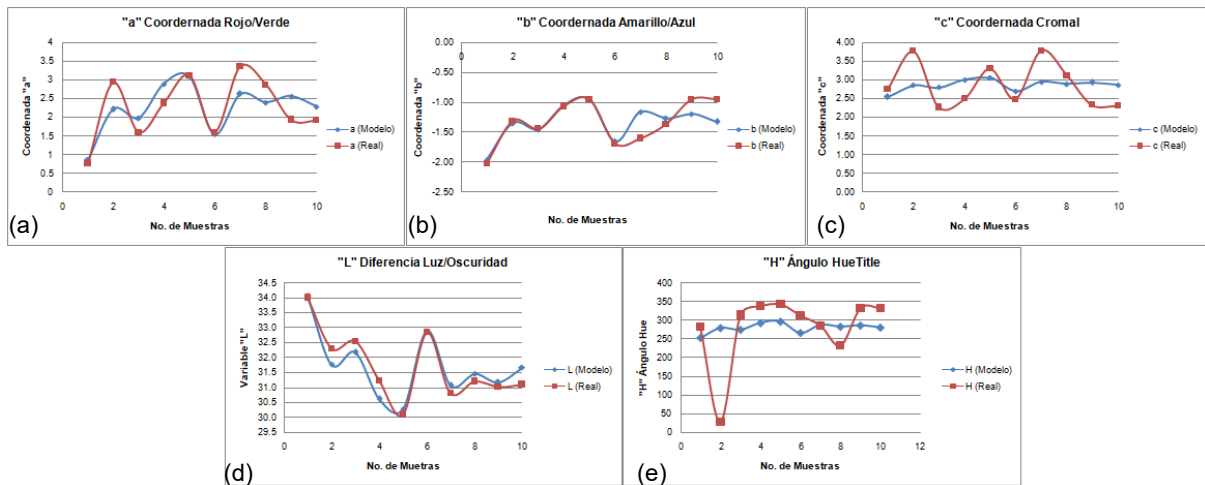 "a" Coordernada Rojo/Verde
4
3.5
3
2.5
2
1.5
1
0.5
0
0 2 4 6 8 10
Coordenada "a"
No. de Muestras
a (Modelo)
a (Real)
(a)
"b" Coordernada Amarillo/Azul
0.00
-0.50
-1.00
-1.50
-2.00
-2.50
0 2 4 6 8 10
Coordenada "b"
No. de Muestras
b (Modelo)
b (Real)
(b)
"c" Coordernada Cromal
4.00
3.50
3.00
2.50
2.00
1.50
1.00
0.50
0.00
0 2 4 6 8 10
Coordenada "c"
No. de Muestras
c (Modelo)
c (Real)
(c)
"L" Diferencia Luz/Oscuridad
34.5
34.0
33.5
33.0
32.5
32.0
31.5
31.0
30.5
30.0
29.5
0 2 4 6 8 10
Variable "L"
No. de Muetras
L (Modelo)
L (Real)
(d)
"H" Ángulo HueTitle
400
350
300
250
200
150
100
50
0
0 2 4 6 8 10 12
"H" Ángulo Hue
No. de Muestras
H (Modelo)
H (Real)
(e)